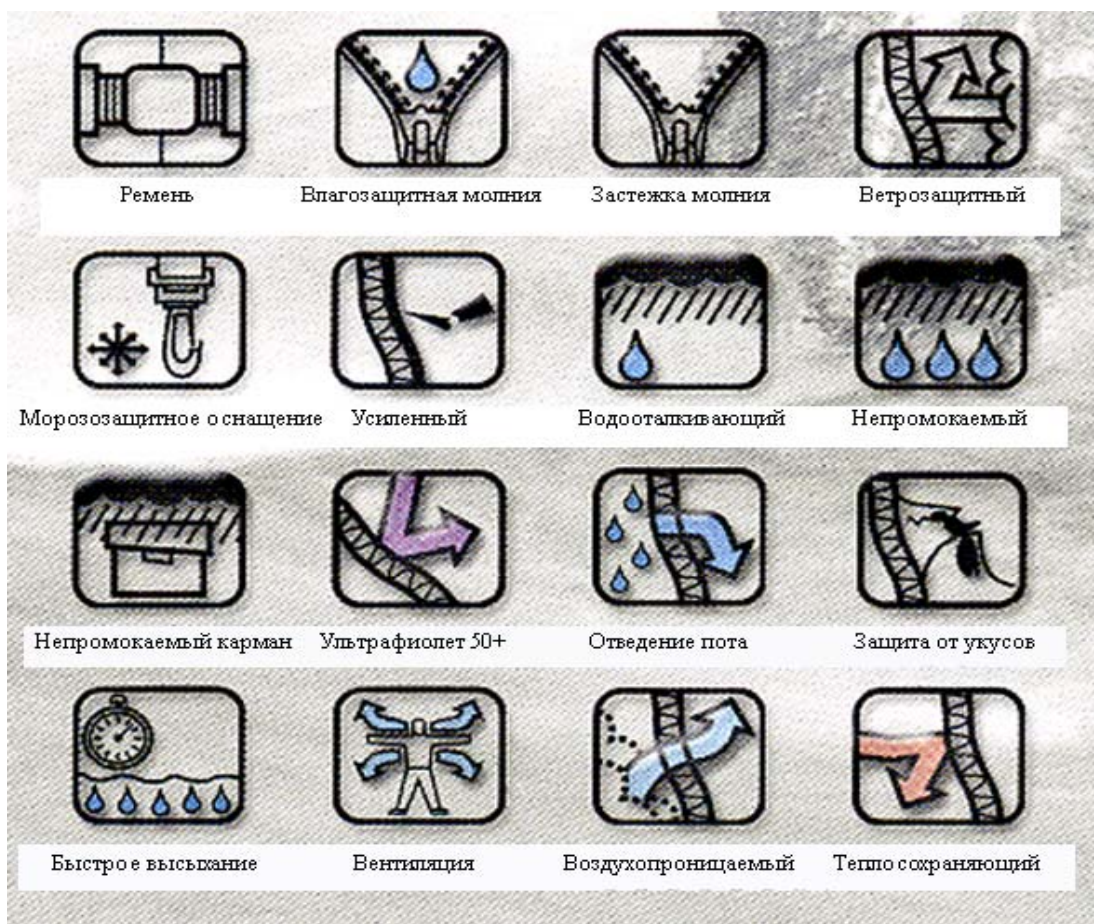 Ремень Влагозащитная молния Застежка молния Ветрозащитный
Морозозащитное оснащение Усиленный Водооталкивающий Непромокаемый
Непромокаемый карман Ультрафиолет 50+ Отведение пота Защита от укусов
Быстрое высыхание Вентиляция Воздухопроницаемый Тепло сохраняющий